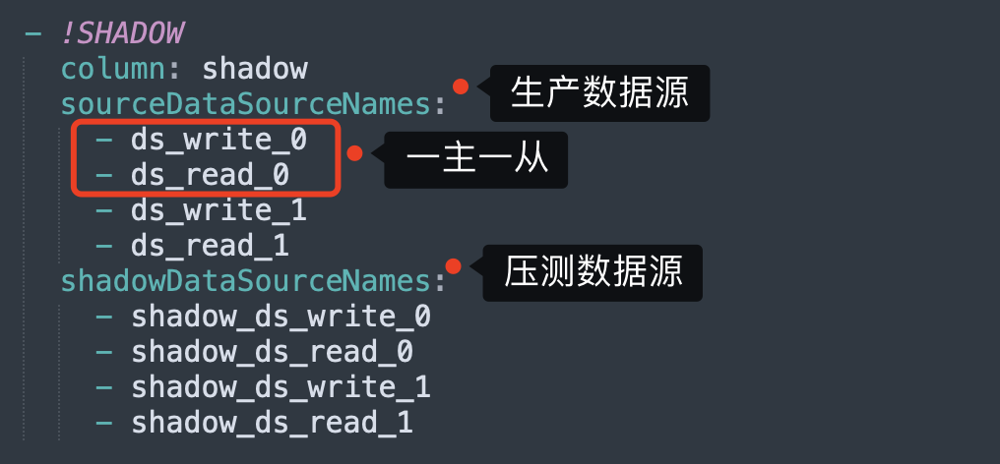 - !SHADOW
column: shadow
sourceDataSourceNames:
生产数据源
- ds_write_0
- ds_read_0
一主一从
- ds_write_1
- ds_read_1
shadowDataSourceNames:
压测数据源
- shadow_ds_write_0
- shadow_ds_read_0
- shadow_ds_write_1
- shadow_ds_read_1